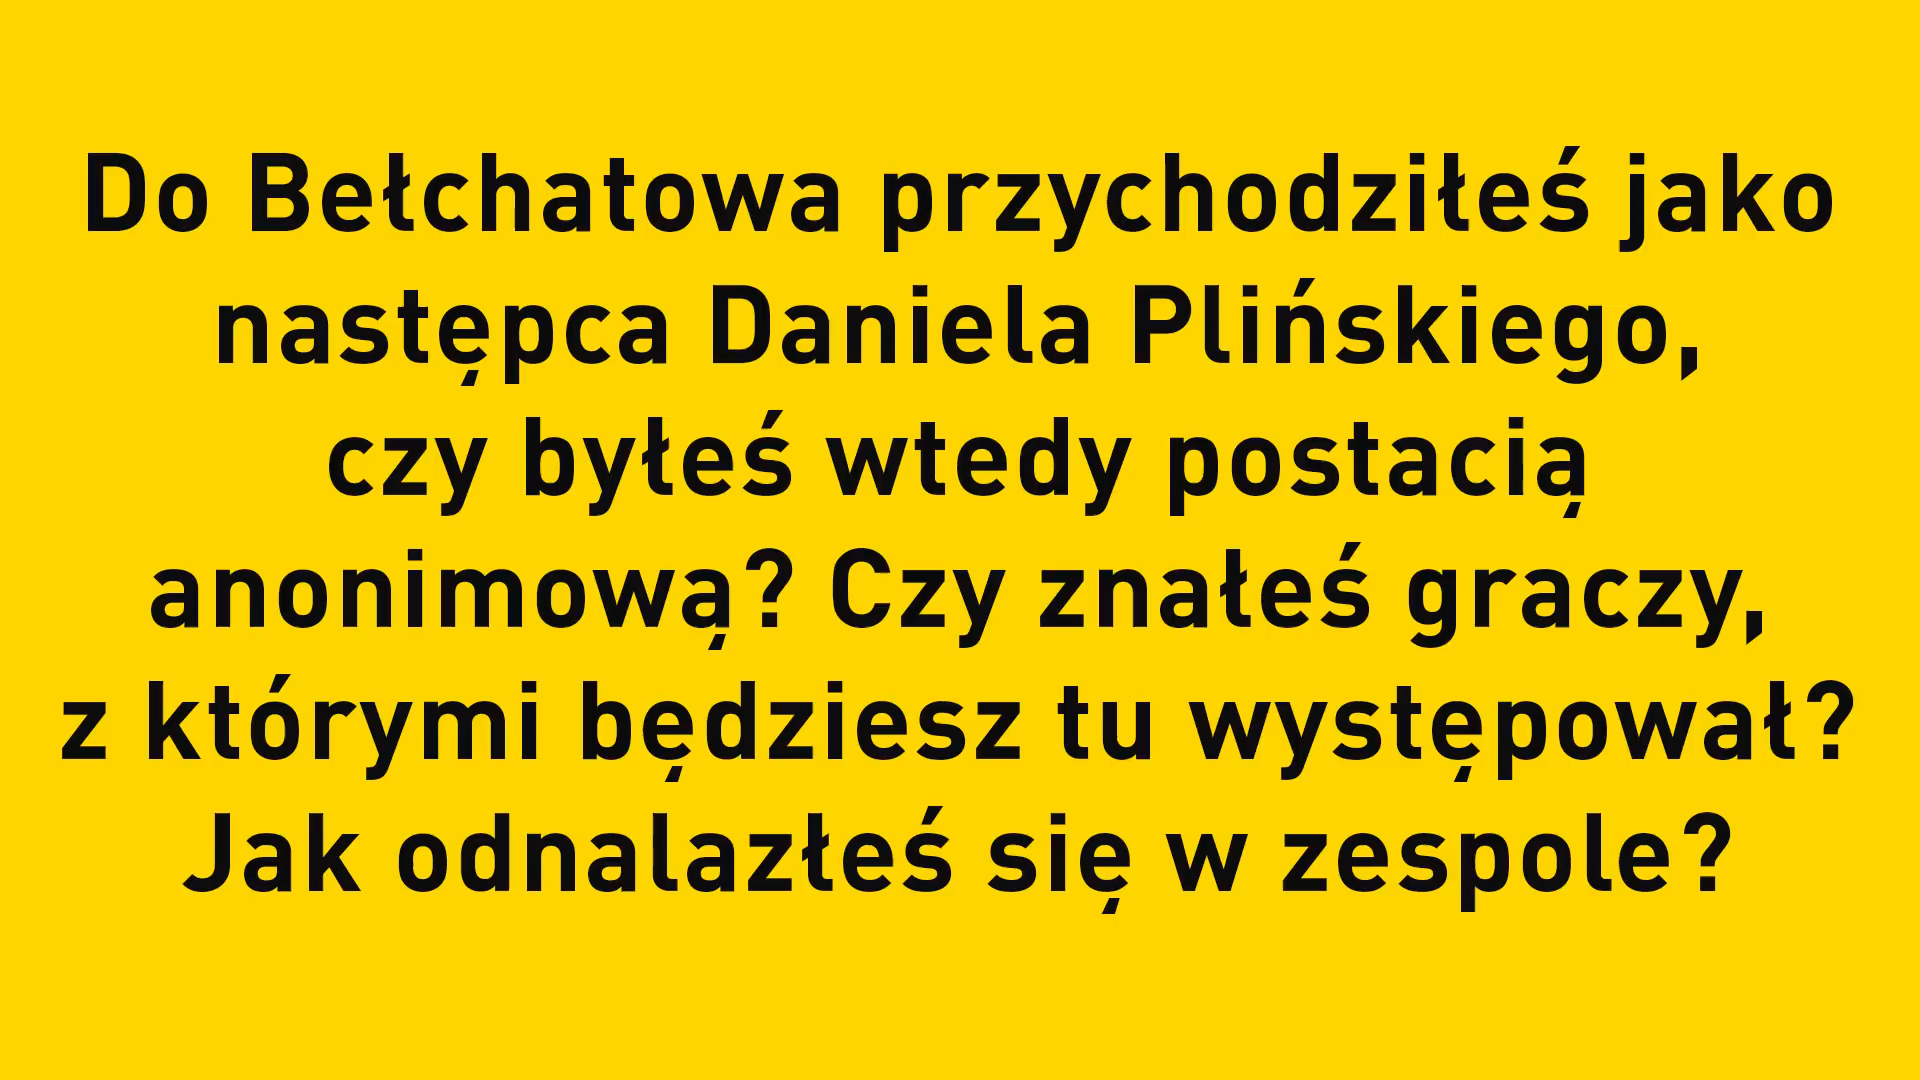 Do Bełchatowa przychodziłeś jako
następca Daniela Plińskiego,
czy byłeś wtedy postacią
anonimową? Czy znałeś graczy,
z którymi będziesz tu występował?
Jak odnalazłeś się w zespole?